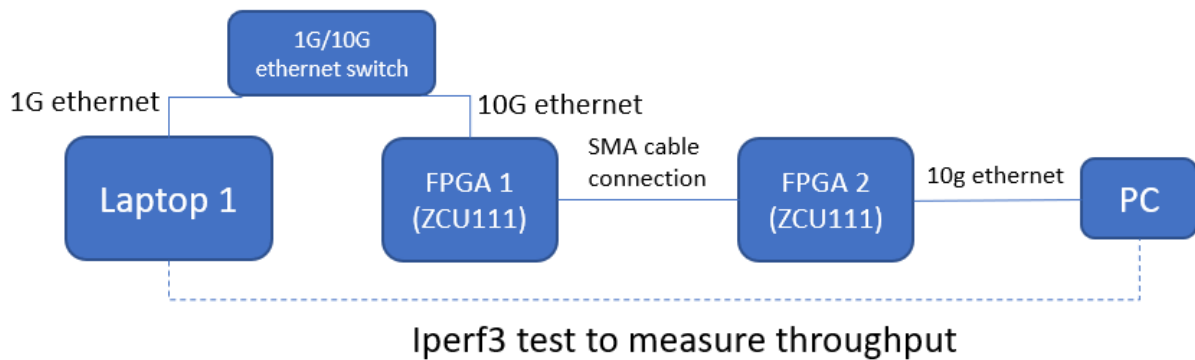 1G/10G
ethernet switch
1G ethernet
10G ethernet
Laptop 1
FPGA 1
(ZCU111)
SMA cable
connection
FPGA 2
(ZCU111)
10g ethernet
PC
Iperf3 test to measure throughput